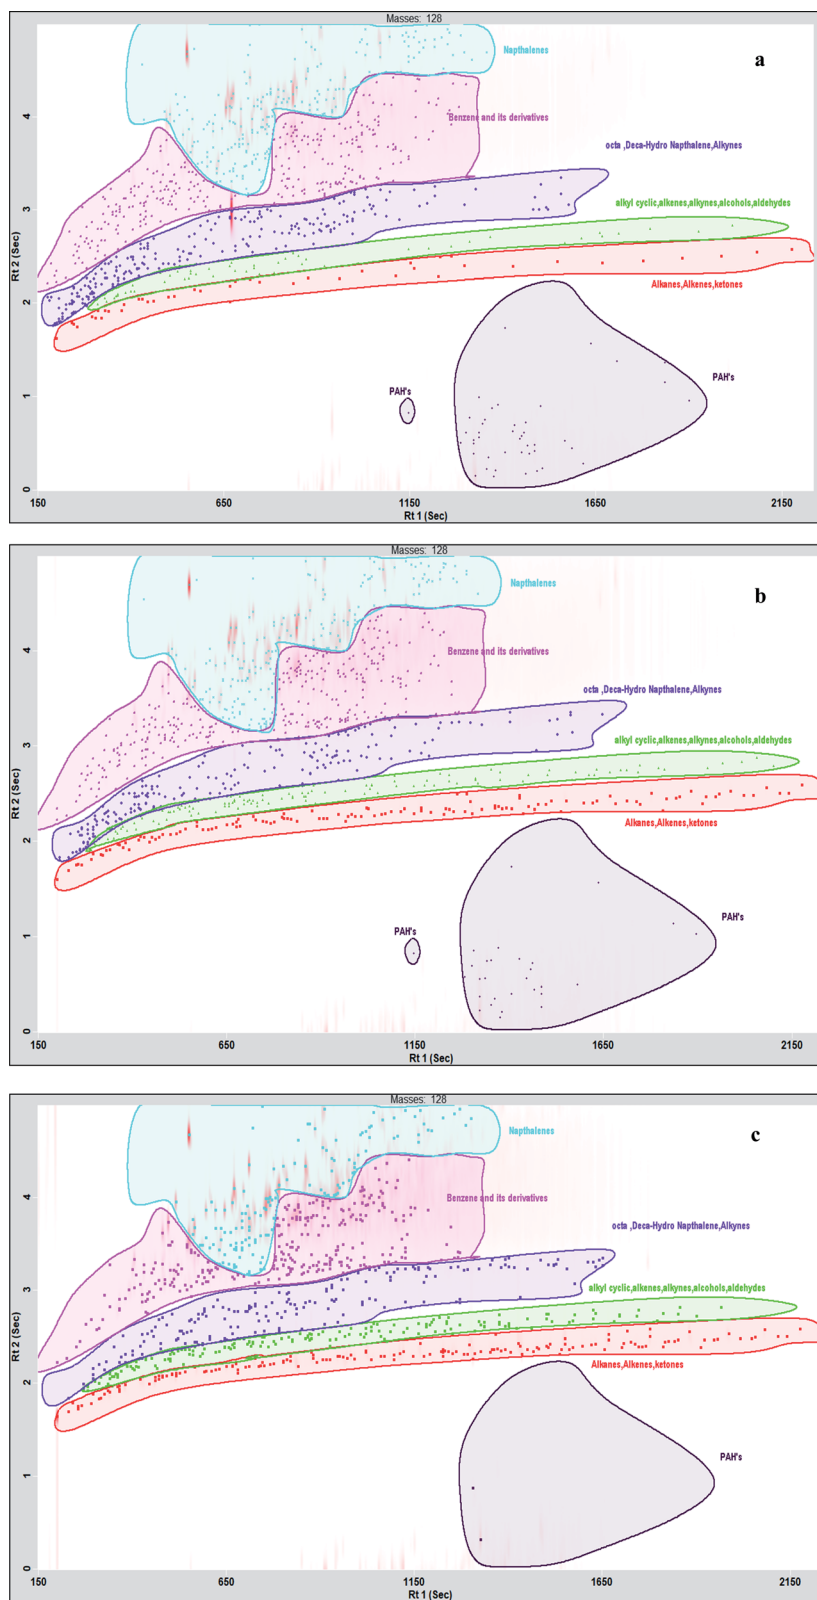 Masses: 128
a
Napthalenes
Benzene and its derivatives
octa ,Deca-Hydro Napthalene,Alkynes
alkyl cyclic,alkenes,alkynes,alcohols,aldehydes
Alkanes,Alkenes,ketones
PAH's
PAH's
Rt 2 (Sec)
4
3
2
1
0
150 650 1150 1650 2150
Rt 1 (Sec)
Masses: 128
b
Napthalenes
Benzene and its derivatives
octa ,Deca-Hydro Napthalene,Alkynes
alkyl cyclic,alkenes,alkynes,alcohols,aldehydes
Alkanes,Alkenes,ketones
PAH's
PAH's
Rt 2 (Sec)
4
3
2
1
0
150 650 1150 1650 2150
Rt 1 (Sec)
Masses: 128
c
Napthalenes
Benzene and its derivatives
octa ,Deca-Hydro Napthalene,Alkynes
alkyl cyclic,alkenes,alkynes,alcohols,aldehydes
Alkanes,Alkenes,ketones
PAH's
Rt 2 (Sec)
4
3
2
1
0
150 650 1150 1650 2150
Rt 1 (Sec)